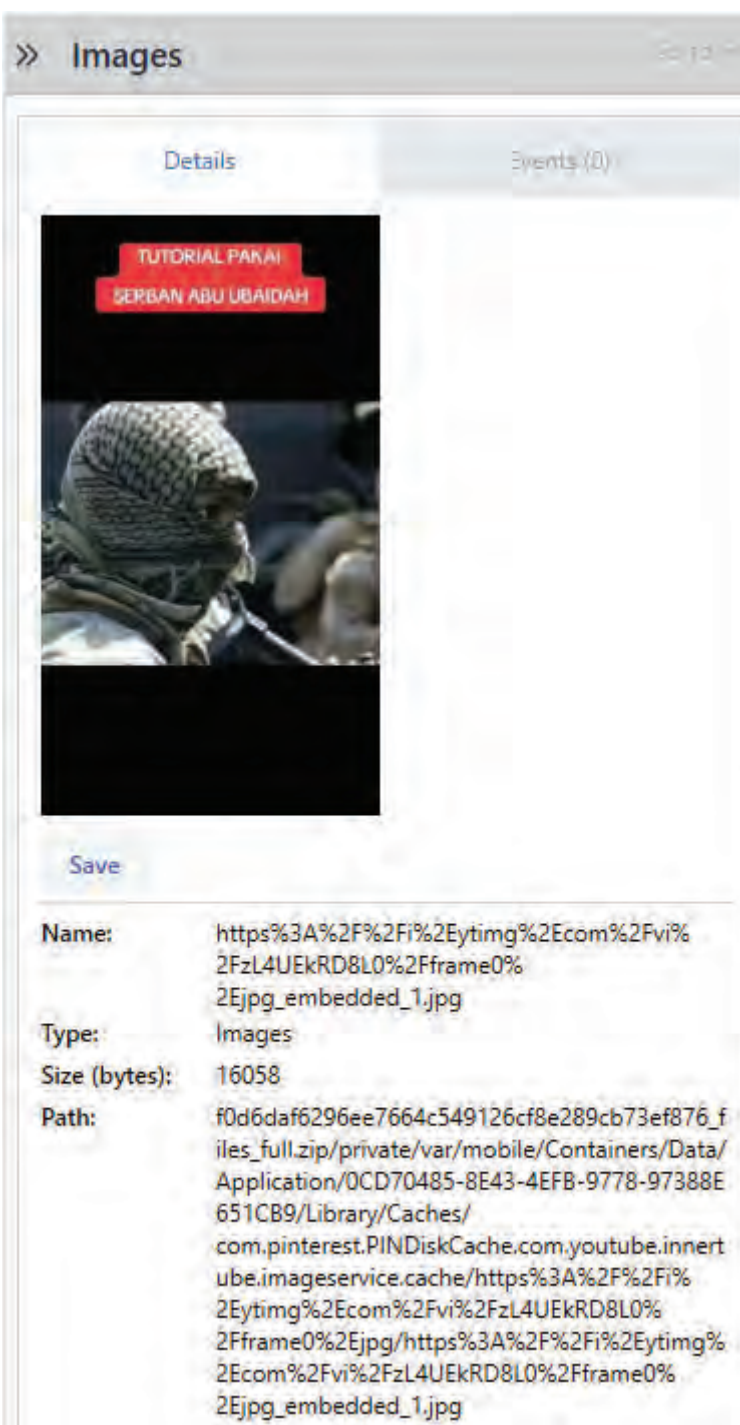 Images
Details
Events (0)
TUTORIAL PAKAI
SERBAN ABU UBAIDAH
Save
Name: https%3A%2F%2Fi%2Eytimg%2Ecom%2Fvi%
2FzL4UEkRD8L0%2Fframe0%
2Ejpg_embedded_1.jpg
Type: Images
Size (bytes): 16058
Path: f0d6daf6296ee7664c549126cf8e289cb73ef876_f
iles_full.zip/private/var/mobile/Containers/Data/
Application/0CD70485-8E43-4EFB-9778-97388E
651CB9/Library/Caches/
com.pinterest.PINDiskCache.com.youtube.innert
ube.imageservice.cache/https%3A%2F%2Fi%
2Eytimg%2Ecom%2Fvi%2FzL4UEkRD8L0%
2Fframe0%2Ejpg/https%3A%2F%2Fi%2Eytimg%
2Ecom%2Fvi%2FzL4UEkRD8L0%2Fframe0%
2Ejpg_embedded_1.jpg